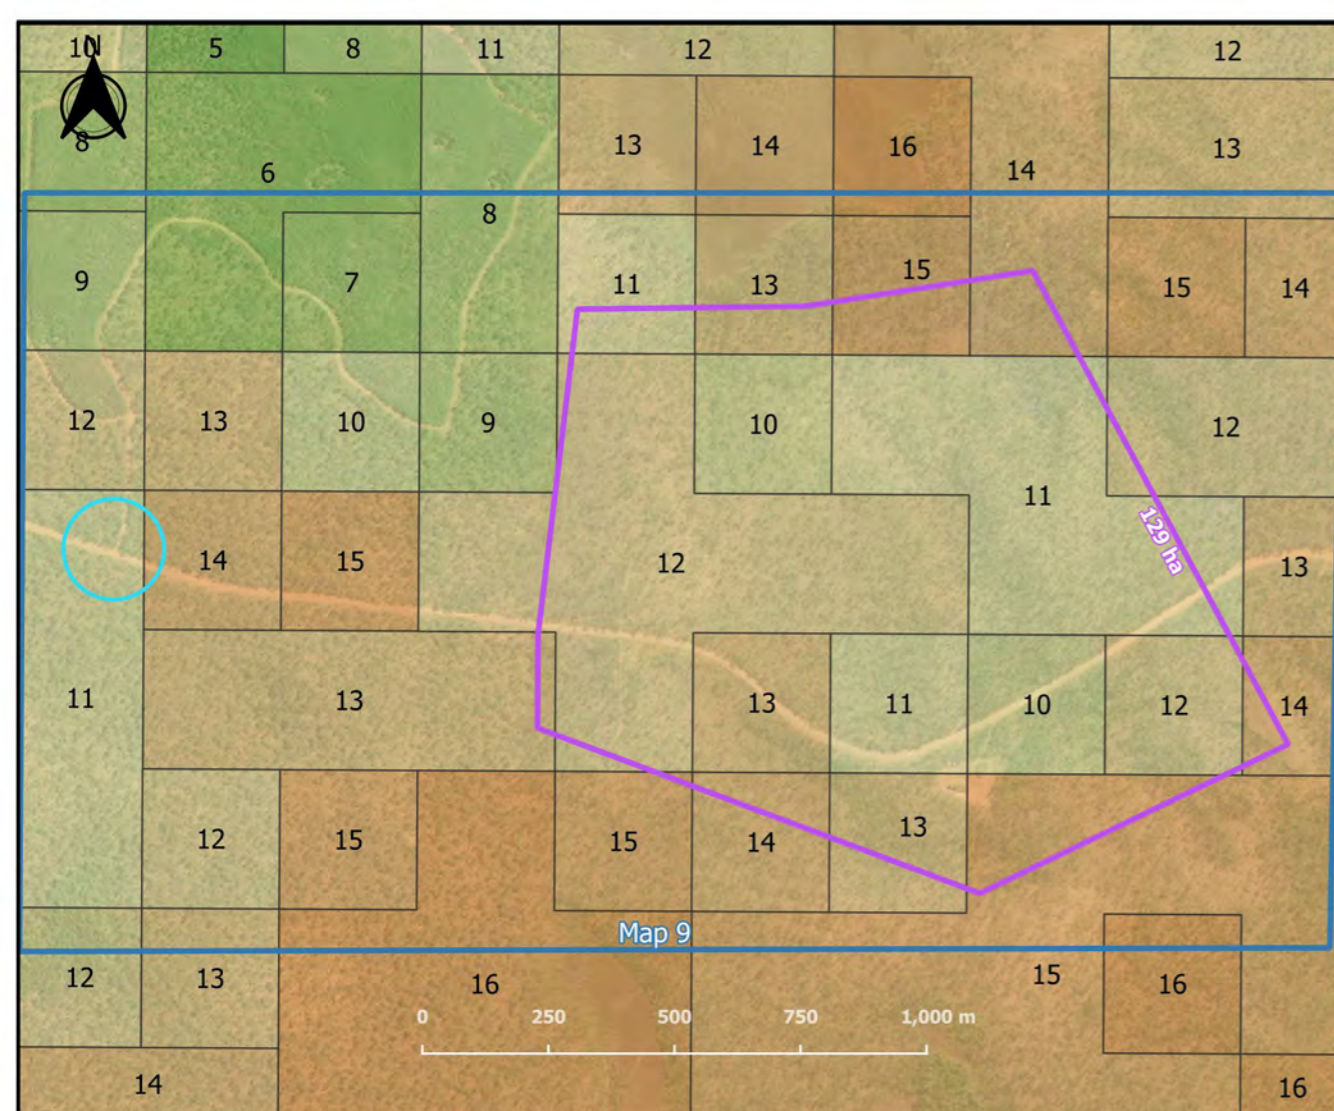 10 N 5 8 11 12 12
8 6 13 14 16 14 13
8
9 7 11 13 15 15 14
12 13 10 9 10 11 12
14 15 12 129 ha 13
11 13 13 11 10 12 14
12 15 15 14 13
Map 9
12 13 16 15 16
0 250 500 750 1,000 m
14 16